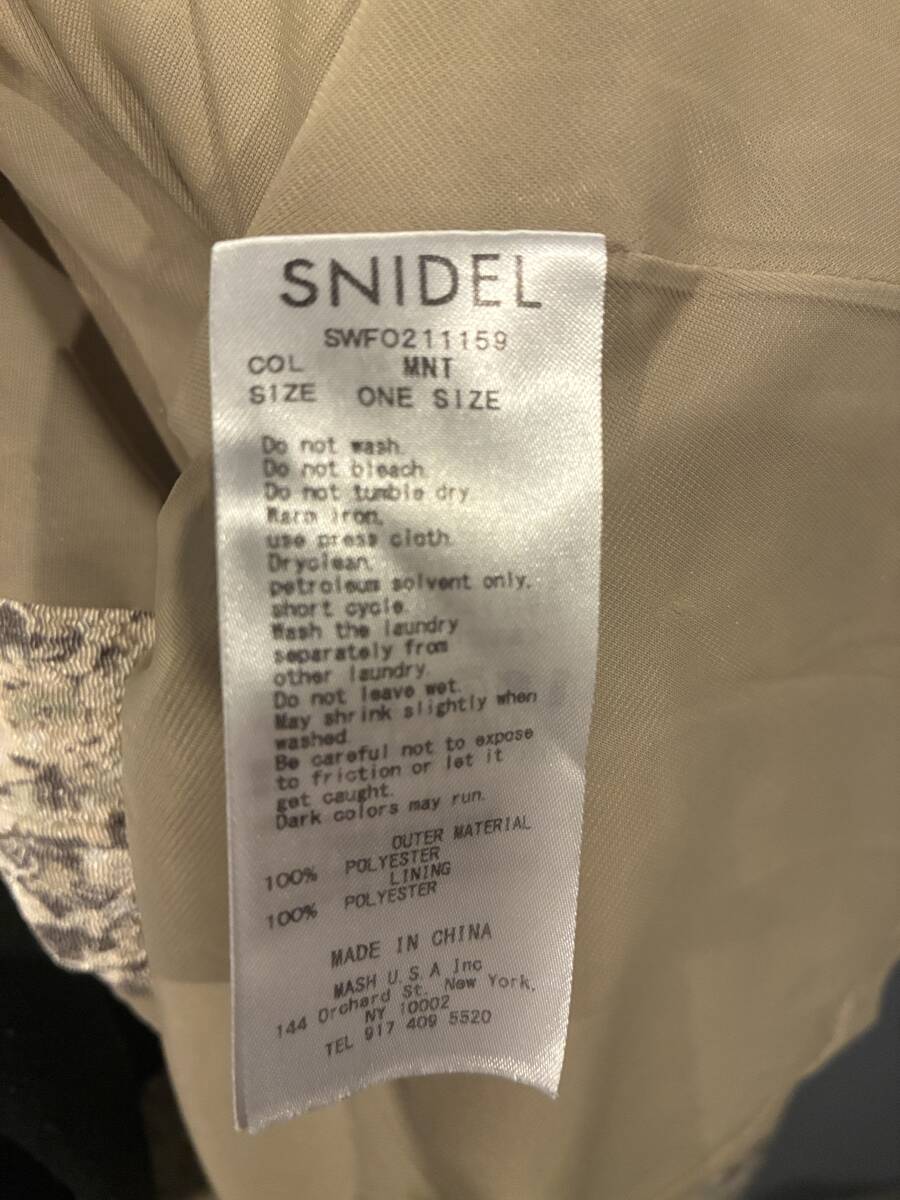 SNIDEL
SWFO211159
COL MNT
SIZE ONE SIZE
Do not wash.
Do not bleach.
Do not tumble dry.
Warm iron,
use press cloth.
Dryclean,
petroleum solvent only.
short cycle.
Wash the laundry
separately from
other laundry.
Do not leave wet.
May shrink slightly when
washed.
Be careful not to expose
to friction or let it
get caught.
Dark colors may run.
OUTER MATERIAL
100% POLYESTER
LINING
100% POLYESTER
MADE IN CHINA
MASH U.S.A Inc
144 Orchard St. New York,
NY 10002
TEL 917 409 5520